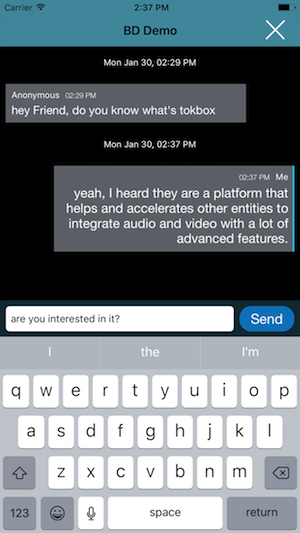 Carrier 2:37 PM
BD Demo
Mon Jan 30, 02:29 PM
Anonymous 02:29 PM
hey Friend, do you know what's tokbox
Mon Jan 30, 02:37 PM
02:37 PM Me
yeah, I heard they are a platform that
helps and accelerates other entities to
integrate audio and video with a lot of
advanced features.
are you interested in it? Send
I the I'm
q w e r t y u i o p
a s d f g h j k l
z x c v b n m
123 space return